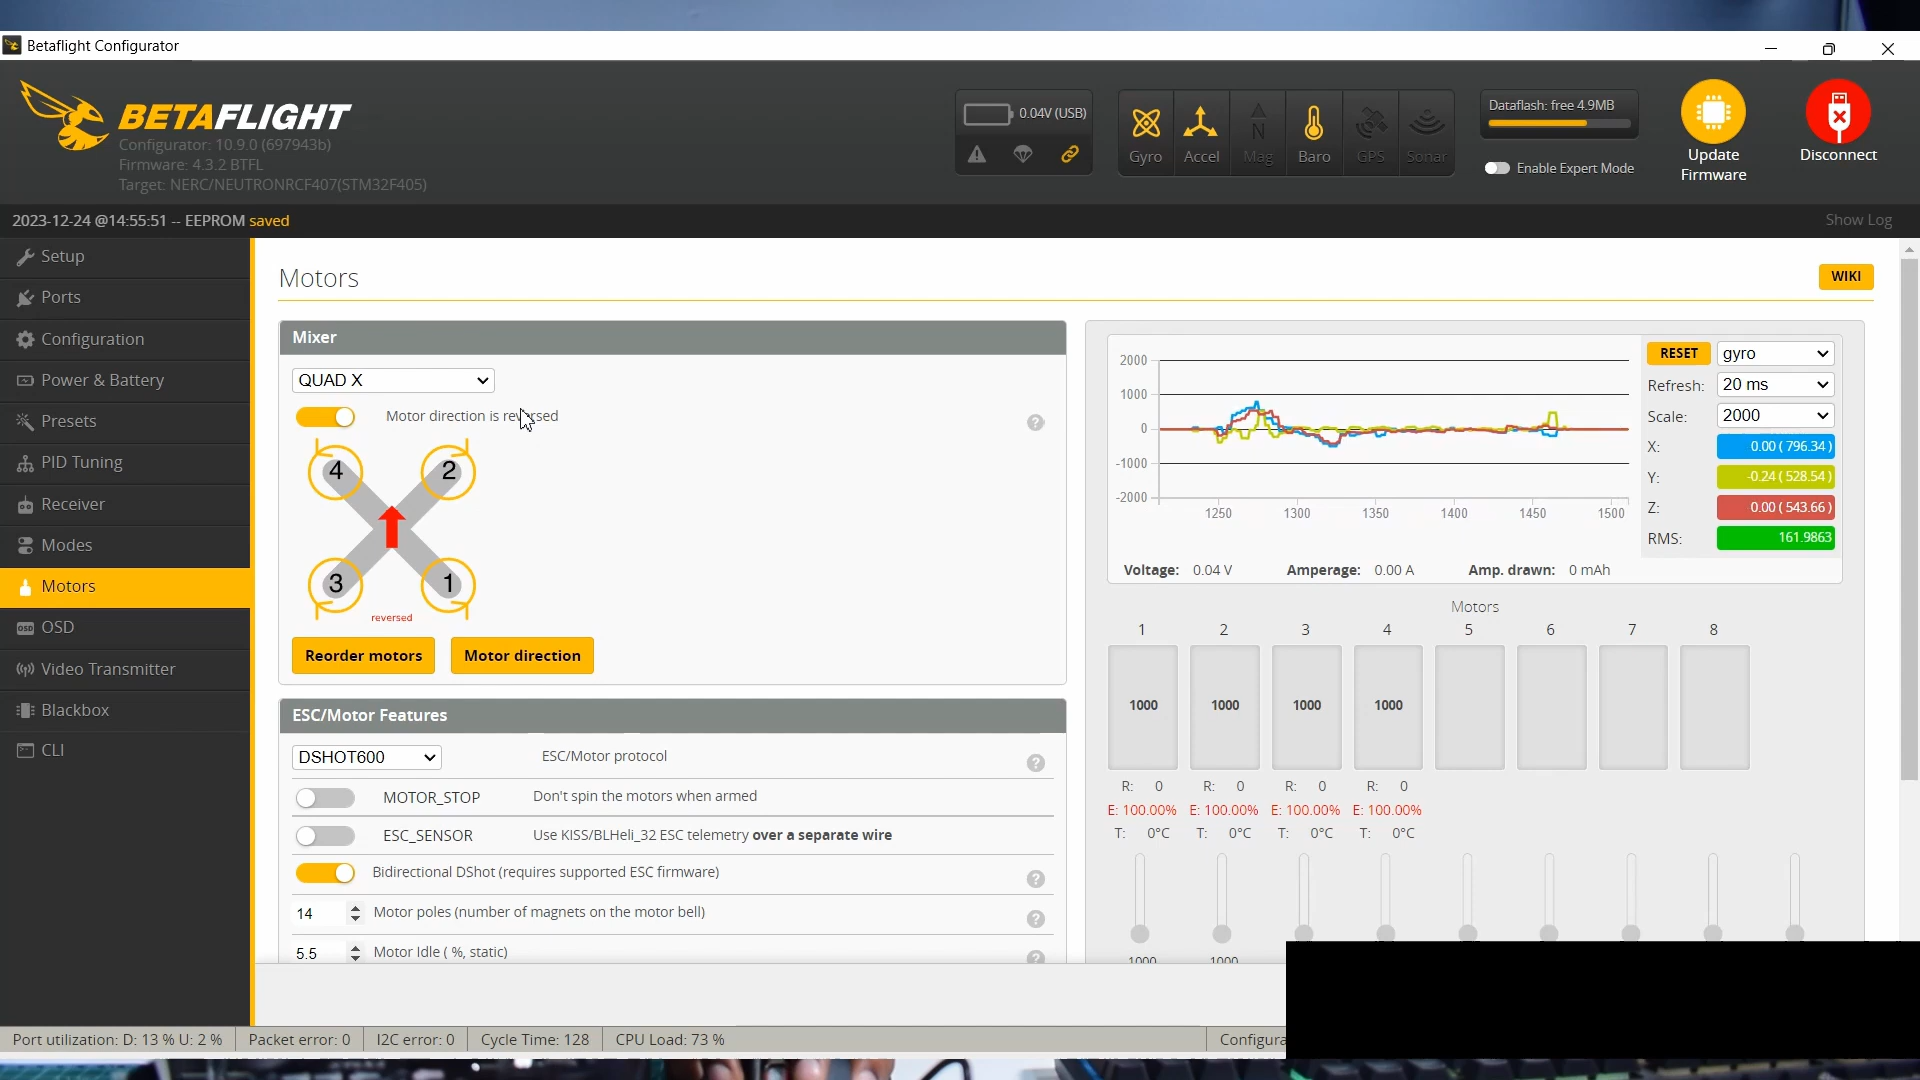 Betaflight Configurator
BETAFLIGHT
Configurator: 10.9.0 (697943b)
Firmware: 4.3.2 BTFL
Target: NERC/NEUTRONRCF407(STM32F405)
0.04V (USB)
Gyro
Accel
N
Mag
Baro
GPS
Sonar
Dataflash: free 4.9MB
Enable Expert Mode
Update
Firmware
Disconnect
2023-12-24 @14:55:51 -- EEPROM saved
Show Log
Setup
Ports
Configuration
Power & Battery
Presets
PID Tuning
Receiver
Modes
Motors
OSD
OSD
Video Transmitter
Blackbox
CLI
Motors
WIKI
Mixer
QUAD X
Motor direction is reversed
?
4
2
3
1
reversed
Reorder motors
Motor direction
ESC/Motor Features
DSHOT600
ESC/Motor protocol
?
MOTOR_STOP
Don't spin the motors when armed
ESC_SENSOR
Use KISS/BLHeli_32 ESC telemetry over a separate wire
Bidirectional DShot (requires supported ESC firmware)
?
14
Motor poles (number of magnets on the motor bell)
?
5.5
Motor Idle ( %, static)
?
2000
1000
0
-1000
-2000
1250
1300
1350
1400
1450
1500
RESET
gyro
Refresh:
20 ms
Scale:
2000
X:
0.00 ( 796.34 )
Y:
-0.24 ( 528.54 )
Z:
0.00 ( 543.66 )
RMS:
161.9863
Voltage: 0.04 V
Amperage: 0.00 A
Amp. drawn: 0 mAh
Motors
1 2 3 4 5 6 7 8
1000 1000 1000 1000
R: 0 R: 0 R: 0 R: 0
E: 100.00% E: 100.00% E: 100.00% E: 100.00%
T: 0°C T: 0°C T: 0°C T: 0°C
1000 1000
Port utilization: D: 13 % U: 2 %
Packet error: 0
I2C error: 0
Cycle Time: 128
CPU Load: 73 %
Configura